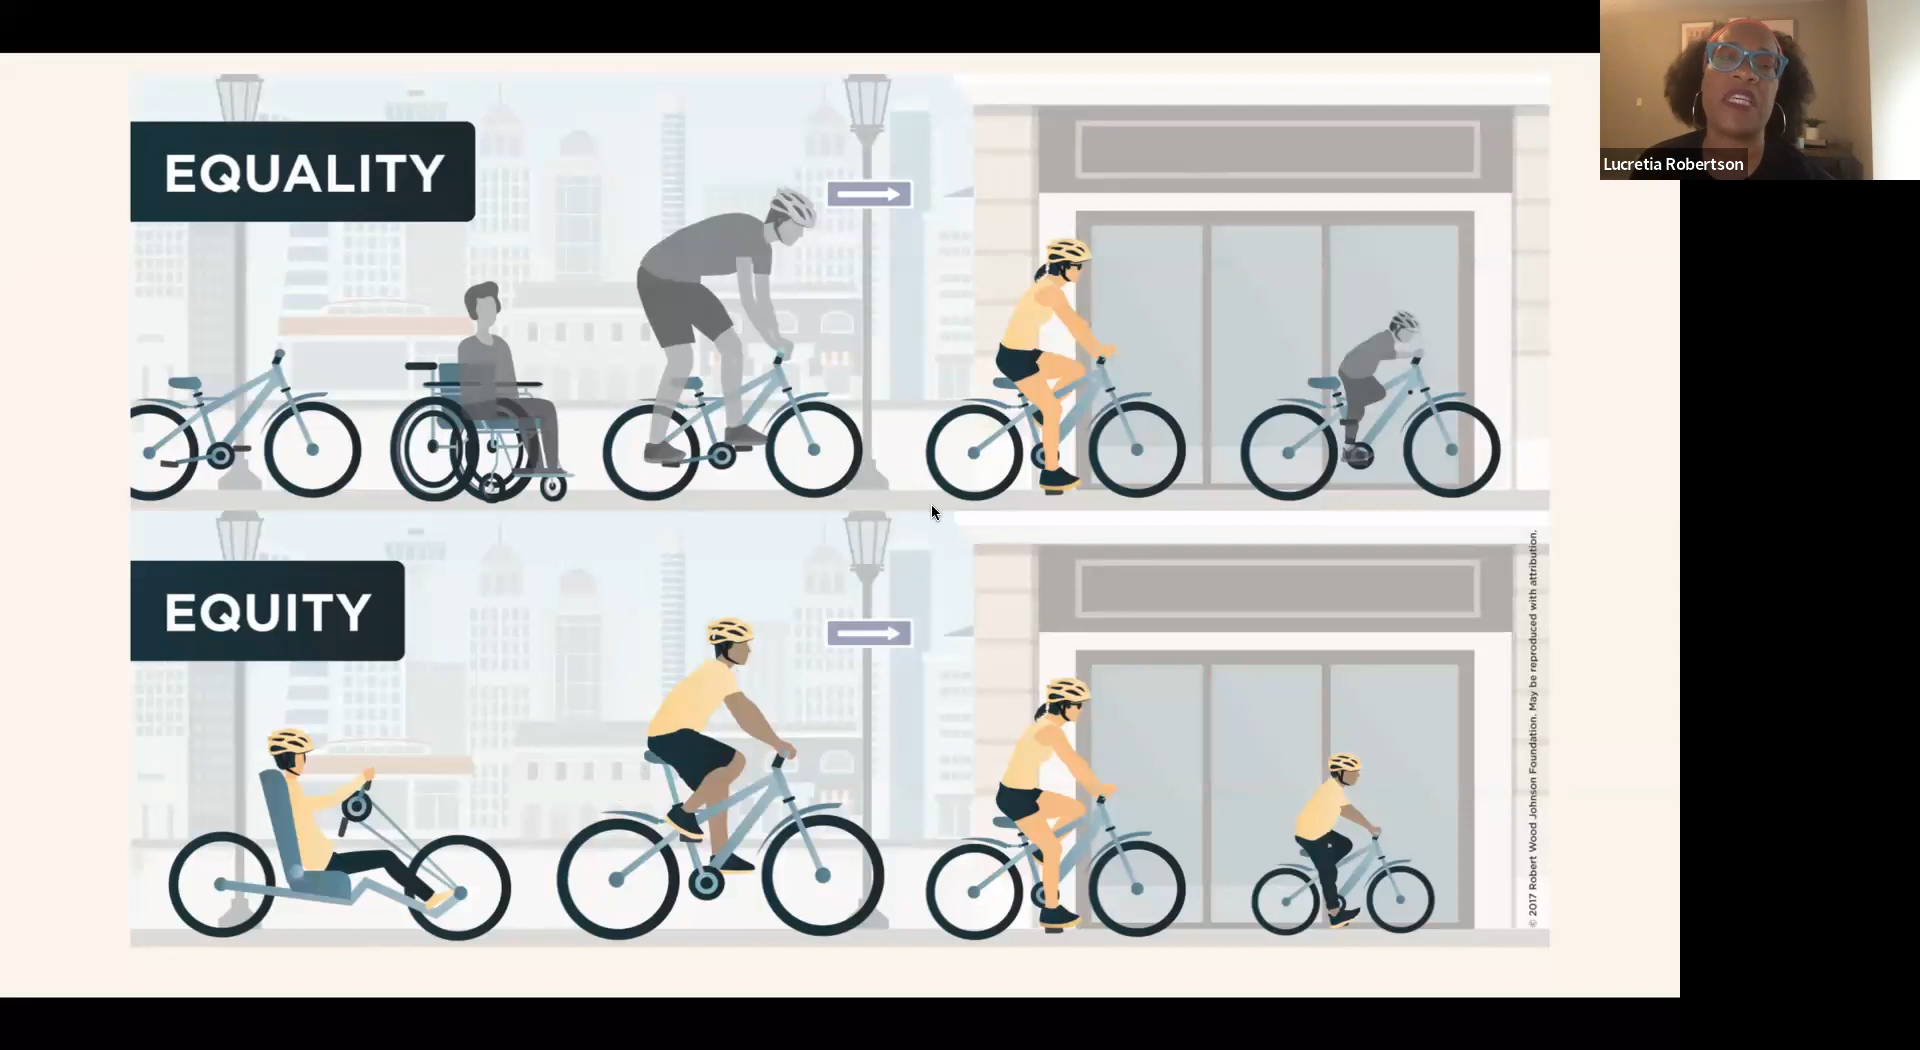 EQUALITY
Lucretia Robertson
EQUITY
© 2017 Robert Wood Johnson Foundation. May be reproduced with attribution.